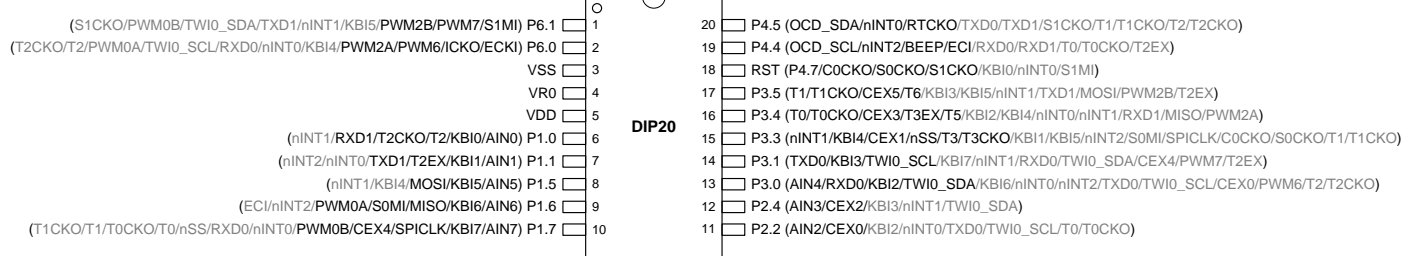 (S1CKO/PWM0B/TWI0_SDA/TXD1/nINT1/KBI5/PWM2B/PWM7/S1MI) P6.1 1
(T2CKO/T2/PWM0A/TWI0_SCL/RXD0/nINT0/KBI4/PWM2A/PWM6/ICKO/ECKI) P6.0 2
VSS 3
VR0 4
VDD 5
(nINT1/RXD1/T2CKO/T2/KBI0/AIN0) P1.0 6
(nINT2/nINT0/TXD1/T2EX/KBI1/AIN1) P1.1 7
(nINT1/KBI4/MOSI/KBI5/AIN5) P1.5 8
(ECI/nINT2/PWM0A/S0MI/MISO/KBI6/AIN6) P1.6 9
(T1CKO/T1/T0CKO/T0/nSS/RXD0/nINT0/PWM0B/CEX4/SPICLK/KBI7/AIN7) P1.7 10
DIP20
20 P4.5 (OCD_SDA/nINT0/RTCKO/TXD0/TXD1/S1CKO/T1/T1CKO/T2/T2CKO)
19 P4.4 (OCD_SCL/nINT2/BEEP/ECI/RXD0/RXD1/T0/T0CKO/T2EX)
18 RST (P4.7/C0CKO/S0CKO/S1CKO/KBI0/nINT0/S1MI)
17 P3.5 (T1/T1CKO/CEX5/T6/KBI3/KBI5/nINT1/TXD1/MOSI/PWM2B/T2EX)
16 P3.4 (T0/T0CKO/CEX3/T3EX/T5/KBI2/KBI4/nINT0/nINT1/RXD1/MISO/PWM2A)
15 P3.3 (nINT1/KBI4/CEX1/nSS/T3/T3CKO/KBI1/KBI5/nINT2/S0MI/SPICLK/C0CKO/S0CKO/T1/T1CKO)
14 P3.1 (TXD0/KBI3/TWI0_SCL/KBI7/nINT1/RXD0/TWI0_SDA/CEX4/PWM7/T2EX)
13 P3.0 (AIN4/RXD0/KBI2/TWI0_SDA/KBI6/nINT0/nINT2/TXD0/TWI0_SCL/CEX0/PWM6/T2/T2CKO)
12 P2.4 (AIN3/CEX2/KBI3/nINT1/TWI0_SDA)
11 P2.2 (AIN2/CEX0/KBI2/nINT0/TXD0/TWI0_SCL/T0/T0CKO)